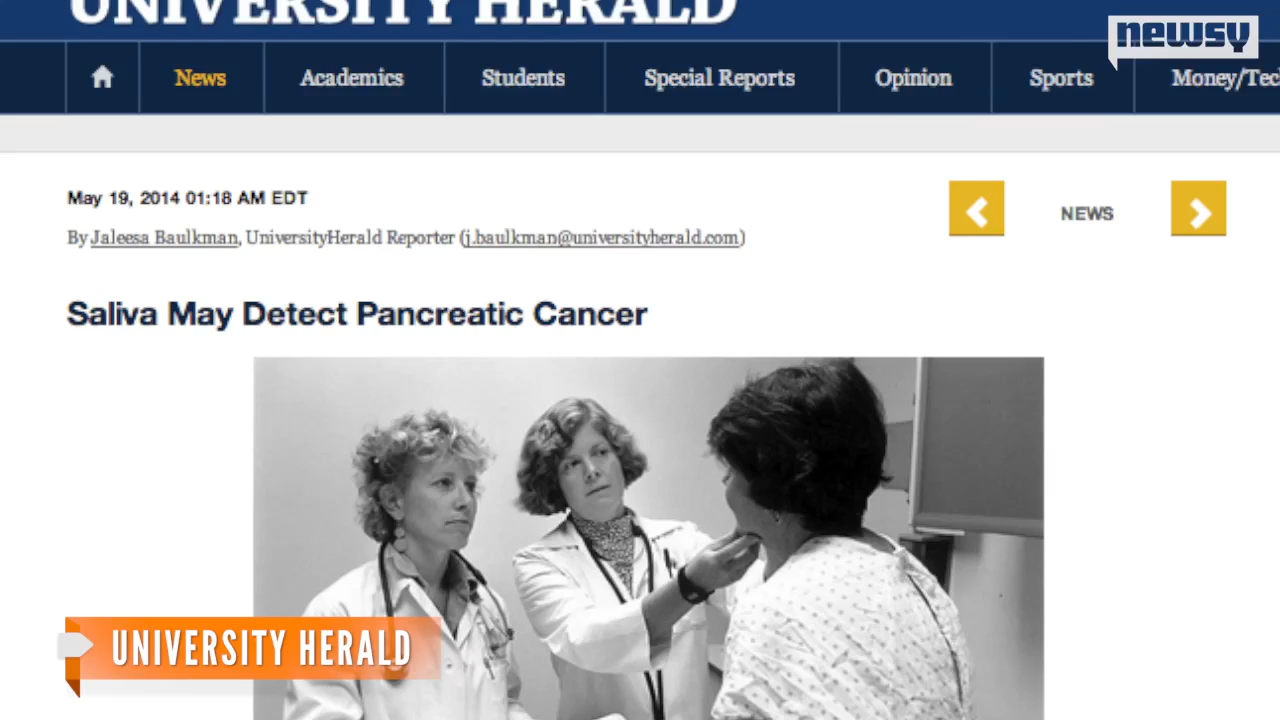 UNIVERSITY HERALD
newsy
News Academics Students Special Reports Opinion Sports Money/Tec
May 19, 2014 01:18 AM EDT
NEWS
By Jaleesa Baulkman, UniversityHerald Reporter (j.baulkman@universityherald.com)
Saliva May Detect Pancreatic Cancer
UNIVERSITY HERALD